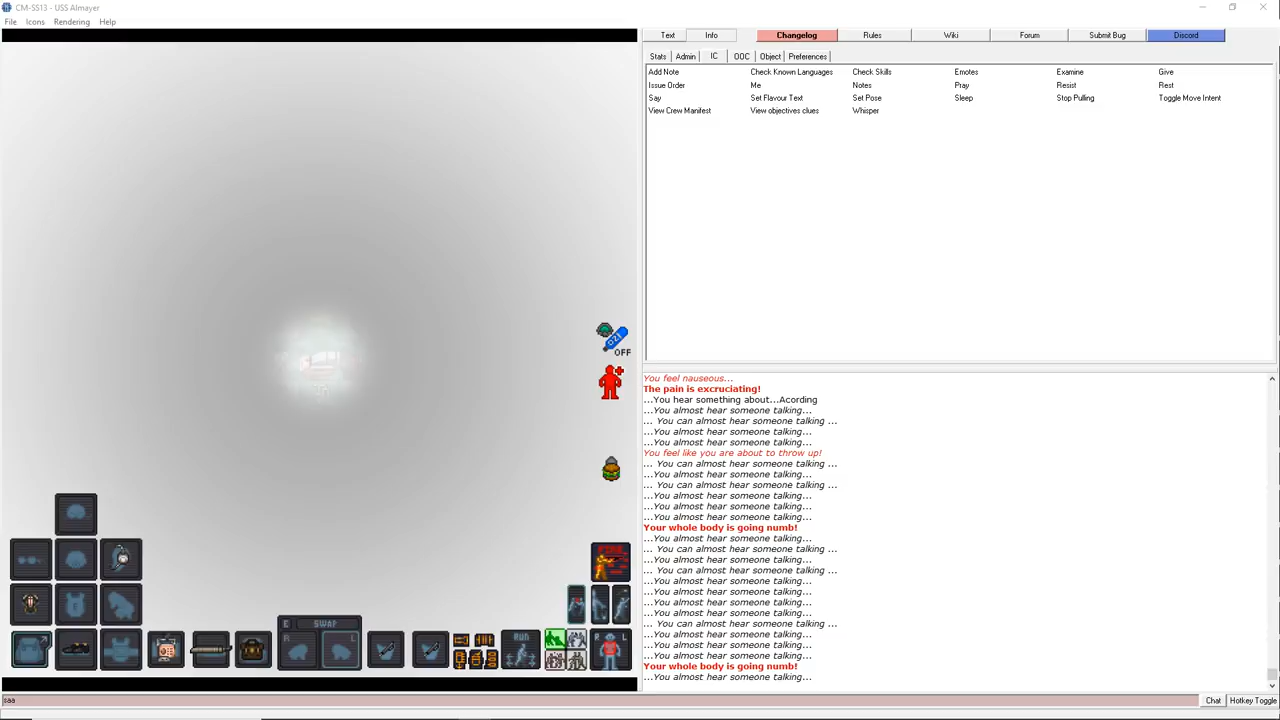 CM-SS13 - USS Almayer
File Icons Rendering Help
Text Info Changelog Rules Wiki Forum Submit Bug Discord
Stats Admin IC OOC Object Preferences
Add Note Check Known Languages Check Skills Emotes Examine Give
Issue Order Me Notes Pray Resist Rest
Say Set Flavour Text Set Pose Sleep Stop Pulling Toggle Move Intent
View Crew Manifest View objectives clues Whisper
OFF
You feel nauseous...
The pain is excruciating!
...You hear something about...Acording
...You almost hear someone talking...
... You can almost hear someone talking ...
...You almost hear someone talking...
...You almost hear someone talking...
You feel like you are about to throw up!
... You can almost hear someone talking ...
...You almost hear someone talking...
... You can almost hear someone talking ...
...You almost hear someone talking...
...You almost hear someone talking...
...You almost hear someone talking...
Your whole body is going numb!
...You almost hear someone talking...
... You can almost hear someone talking ...
...You almost hear someone talking...
... You can almost hear someone talking ...
...You almost hear someone talking...
...You almost hear someone talking...
...You almost hear someone talking...
...You almost hear someone talking...
... You can almost hear someone talking ...
...You almost hear someone talking...
...You almost hear someone talking...
...You almost hear someone talking...
Your whole body is going numb!
...You almost hear someone talking...
E SWAP
R L
RUN
R L
saa
Chat Hotkey Toggle